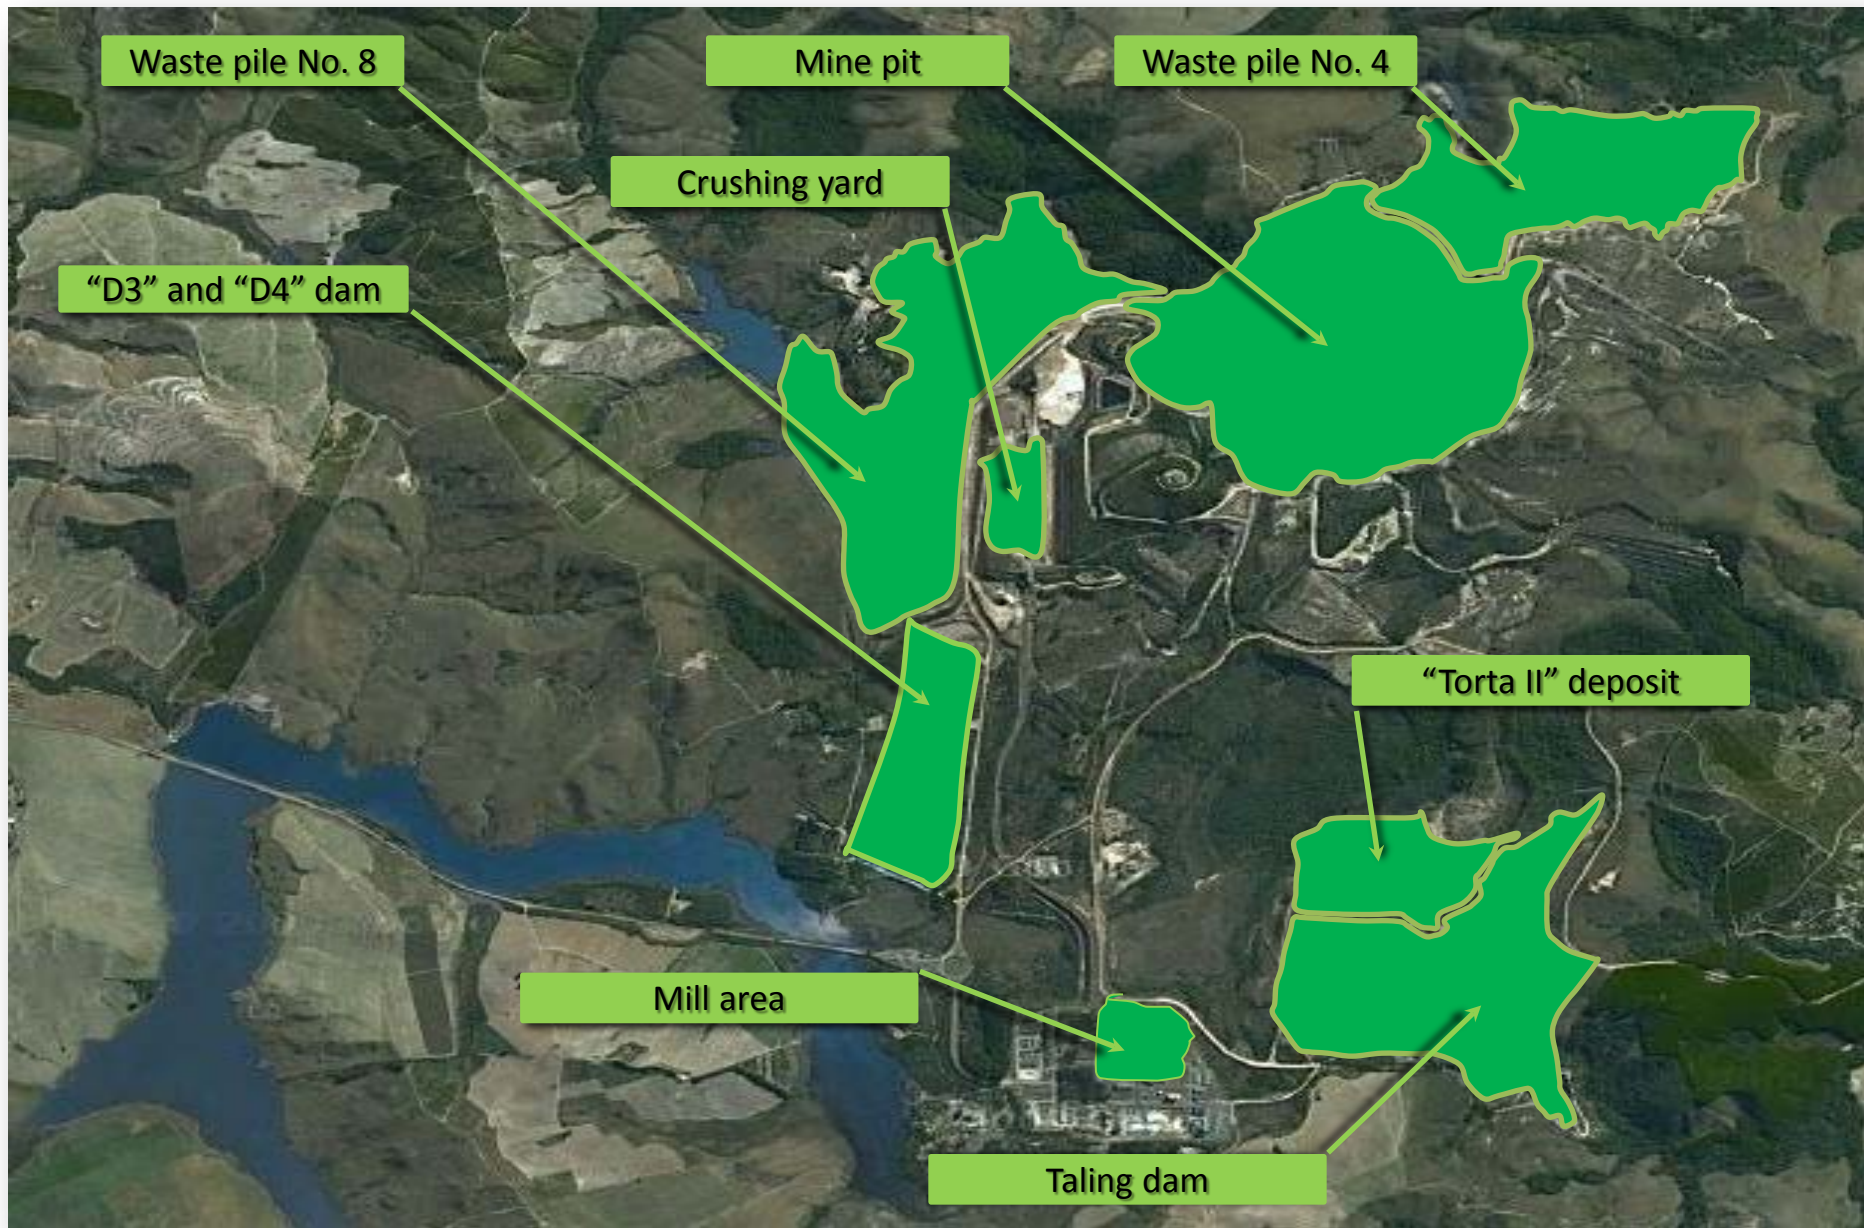 Waste pile No. 8
Mine pit
Waste pile No. 4
Crushing yard
“D3” and “D4” dam
“Torta II” deposit
Mill area
Taling dam